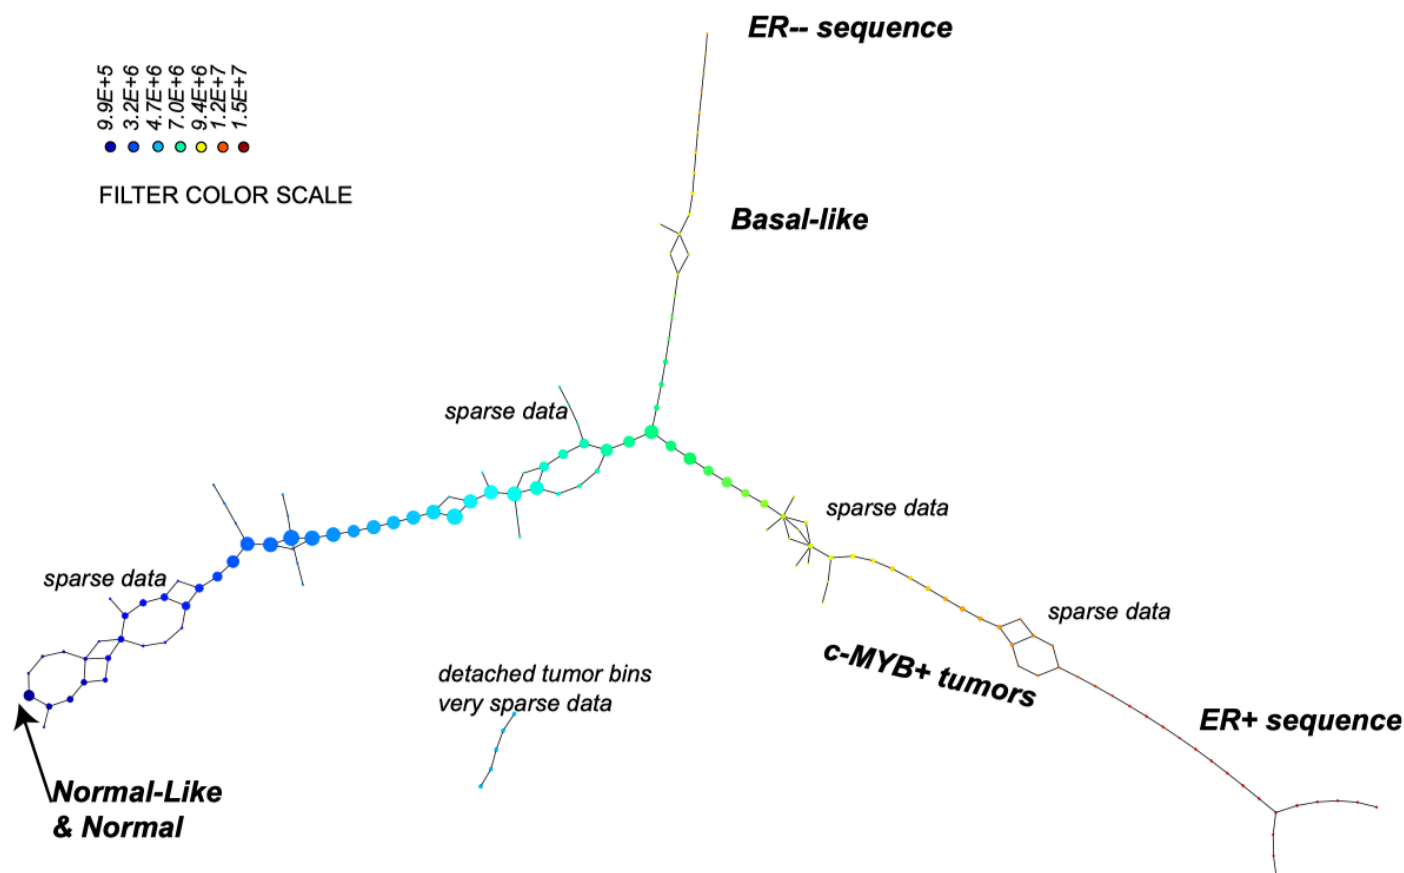 ER-- sequence
9.9E+5
3.2E+6
4.7E+6
7.0E+6
9.4E+6
1.2E+7
1.5E+7
FILTER COLOR SCALE
Basal-like
sparse data
sparse data
sparse data
sparse data
c-MYB+ tumors
detached tumor bins
very sparse data
ER+ sequence
Normal-Like
& Normal